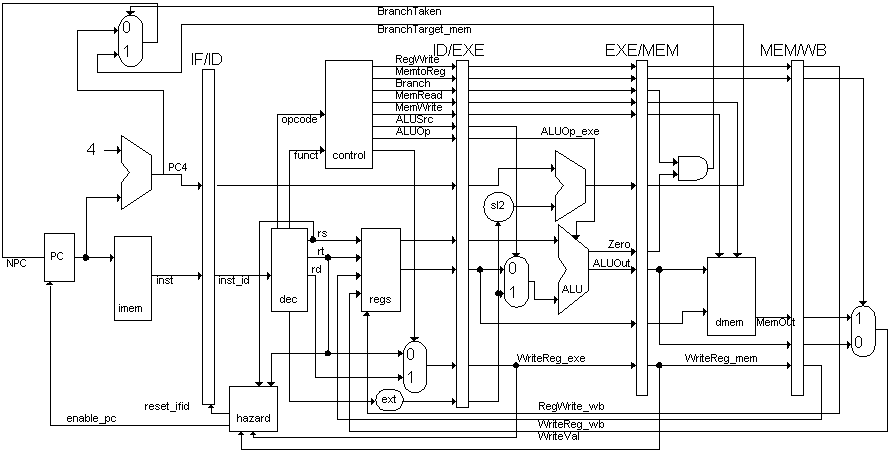 BranchTaken
0
BranchTarget_mem
1
IF/ID
ID/EXE
EXE/MEM
MEM/WB
RegWrite
MemtoReg
Branch
MemRead
MemWrite
opcode
ALUSrc
ALUOp
ALUOp_exe
4
funct
control
PC4
sl2
rs
Zero
rt
NPC
PC
inst
inst_id
rd
0
ALUOut
1
imem
dec
regs
ALU
dmem
MemOut
1
0
0
WriteReg_exe
WriteReg_mem
1
ext
reset_ifid
RegWrite_wb
enable_pc
hazard
WriteReg_wb
WriteVal